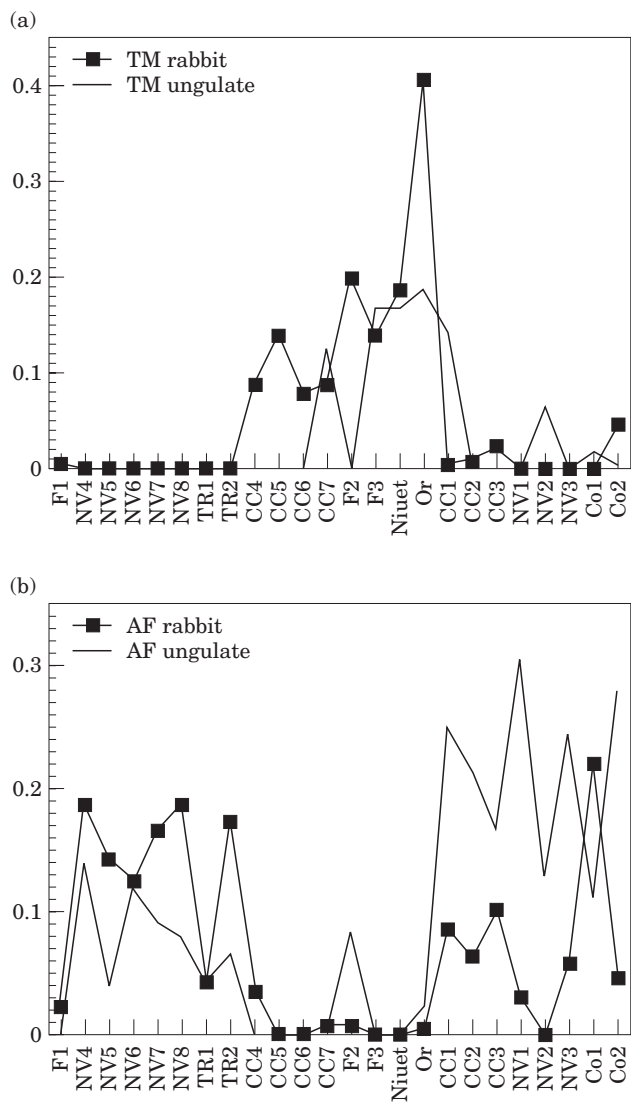 (a)
TM rabbit
TM ungulate
0.4
0.3
0.2
0.1
0
F1 NV4 NV5 NV6 NV7 NV8 TR1 TR2 CC4 CC5 CC6 CC7 F2 F3 Niuet Or CC1 CC2 CC3 NV1 NV2 NV3 Co1 Co2
(b)
AF rabbit
AF ungulate
0.3
0.2
0.1
0
F1 NV4 NV5 NV6 NV7 NV8 TR1 TR2 CC4 CC5 CC6 CC7 F2 F3 Niuet Or CC1 CC2 CC3 NV1 NV2 NV3 Co1 Co2